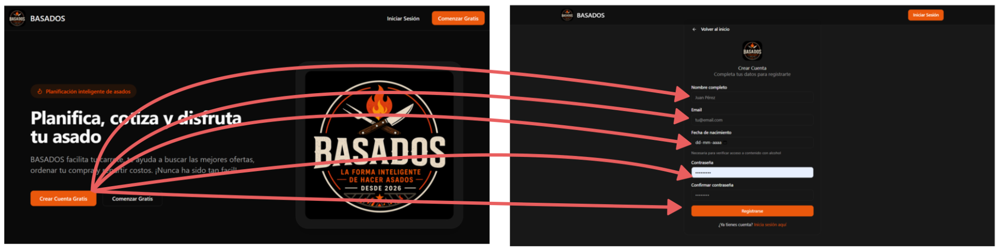 BASADOS
BASADOS
Iniciar Sesión
Comenzar Gratis
Planificación inteligente de asados
Planifica, cotiza y disfruta
tu asado
BASADOS facilita tu carrete, te ayuda a buscar las mejores ofertas,
ordenar tu compra y repartir costos. ¡Nunca ha sido tan facil!
Crear Cuenta Gratis
Comenzar Gratis
BASADOS
LA FORMA INTELIGENTE
DE HACER ASADOS
DESDE 2026
BASADOS
BASADOS
Iniciar Sesión
Volver al inicio
BASADOS
Crear Cuenta
Completa tus datos para registrarte
Nombre completo
Juan Pérez
Email
tu@email.com
Fecha de nacimiento
dd-mm-aaaa
Necesaria para verificar acceso a contenido con alcohol
Contraseña
•••••••••
Confirmar contraseña
••••••••
Registrarse
¿Ya tienes cuenta? Inicia sesión aquí